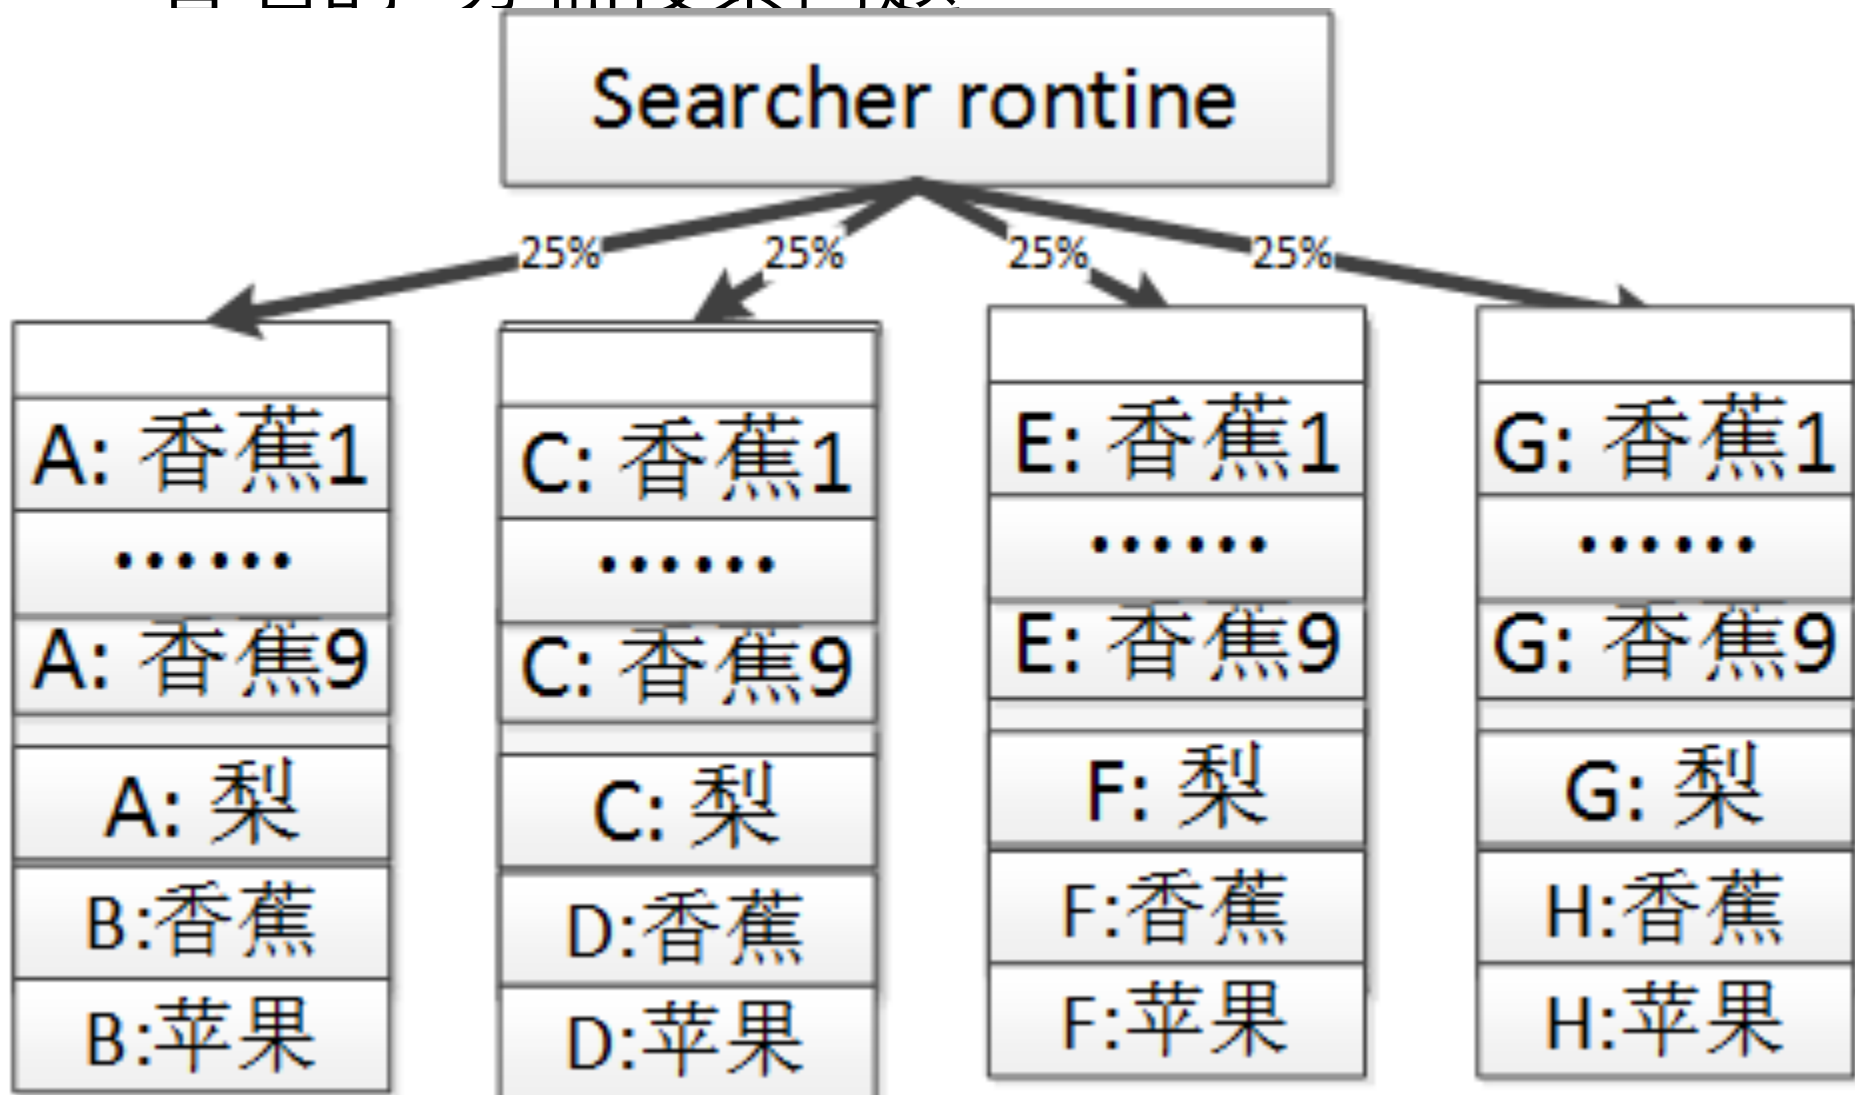 Searcher rontine
25%
25%
25%
25%
A: 香蕉1
••••••
A: 香蕉9
A: 梨
B:香蕉
B:苹果
C: 香蕉1
••••••
C: 香蕉9
C: 梨
D:香蕉
D:苹果
E: 香蕉1
••••••
E: 香蕉9
F: 梨
F:香蕉
F:苹果
G: 香蕉1
••••••
G: 香蕉9
G: 梨
H:香蕉
H:苹果